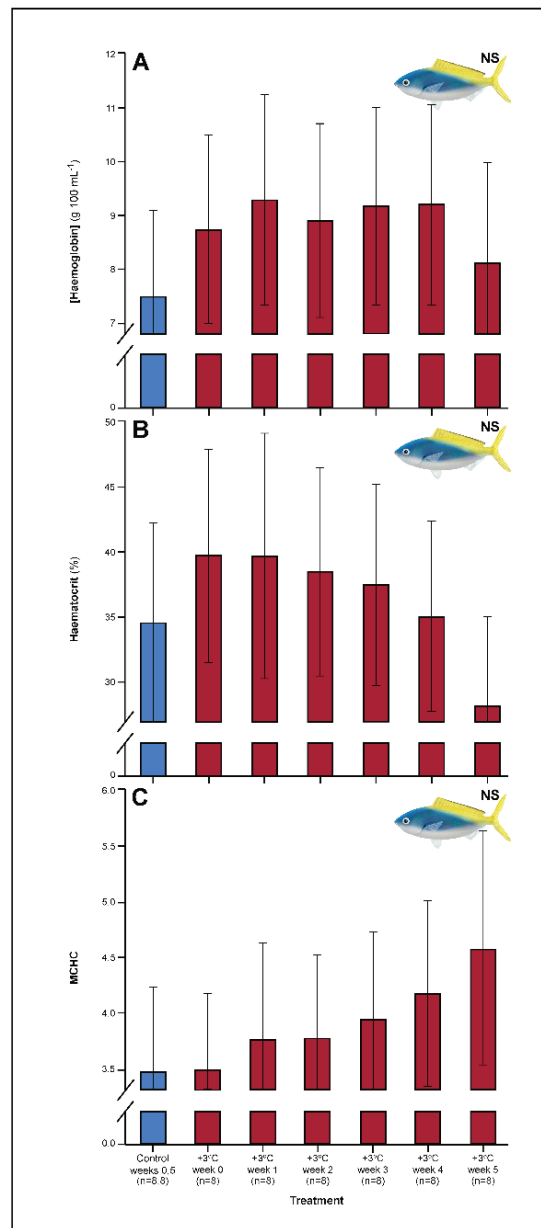 A
NS
12
11
10
9
8
7
0
[Haemoglobin] (g 100 mL⁻¹)
B
NS
50
45
40
35
30
0
Haematocrit (%)
C
NS
6.0
5.5
5.0
4.5
4.0
3.5
0.0
MCHC
Control
weeks 0.5
(n=8.8)
+3°C
week 0
(n=8)
+3°C
week 1
(n=8)
+3°C
week 2
(n=8)
+3°C
week 3
(n=8)
+3°C
week 4
(n=8)
+3°C
week 5
(n=8)
Treatment